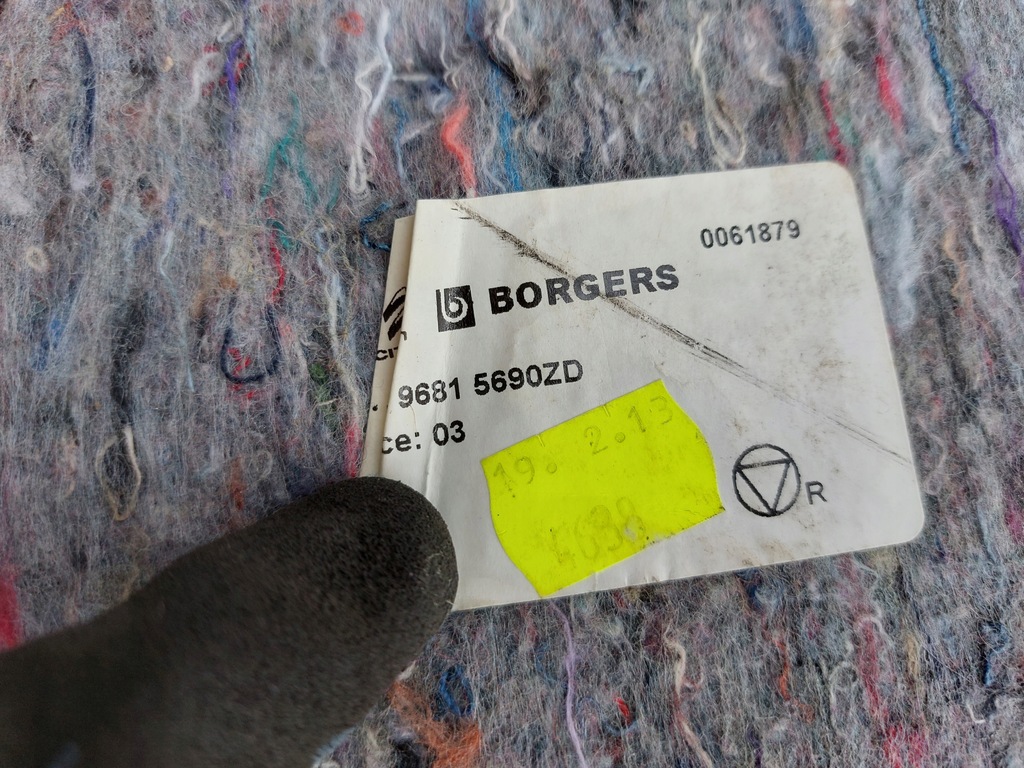 0061879
BORGERS
9681 5690ZD
ce: 03
19. 2.13
R